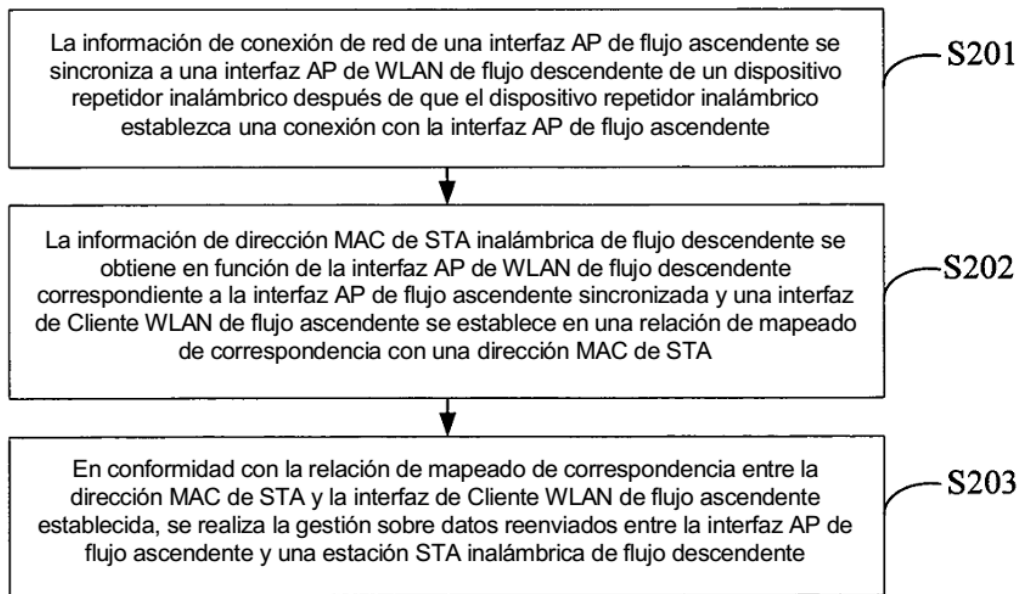 La información de conexión de red de una interfaz AP de flujo ascendente se
sincroniza a una interfaz AP de WLAN de flujo descendente de un dispositivo
repetidor inalámbrico después de que el dispositivo repetidor inalámbrico
establezca una conexión con la interfaz AP de flujo ascendente
S201
La información de dirección MAC de STA inalámbrica de flujo descendente se
obtiene en función de la interfaz AP de WLAN de flujo descendente
correspondiente a la interfaz AP de flujo ascendente sincronizada y una interfaz
de Cliente WLAN de flujo ascendente se establece en una relación de mapeado
de correspondencia con una dirección MAC de STA
S202
En conformidad con la relación de mapeado de correspondencia entre la
dirección MAC de STA y la interfaz de Cliente WLAN de flujo ascendente
establecida, se realiza la gestión sobre datos reenviados entre la interfaz AP de
flujo ascendente y una estación STA inalámbrica de flujo descendente
S203